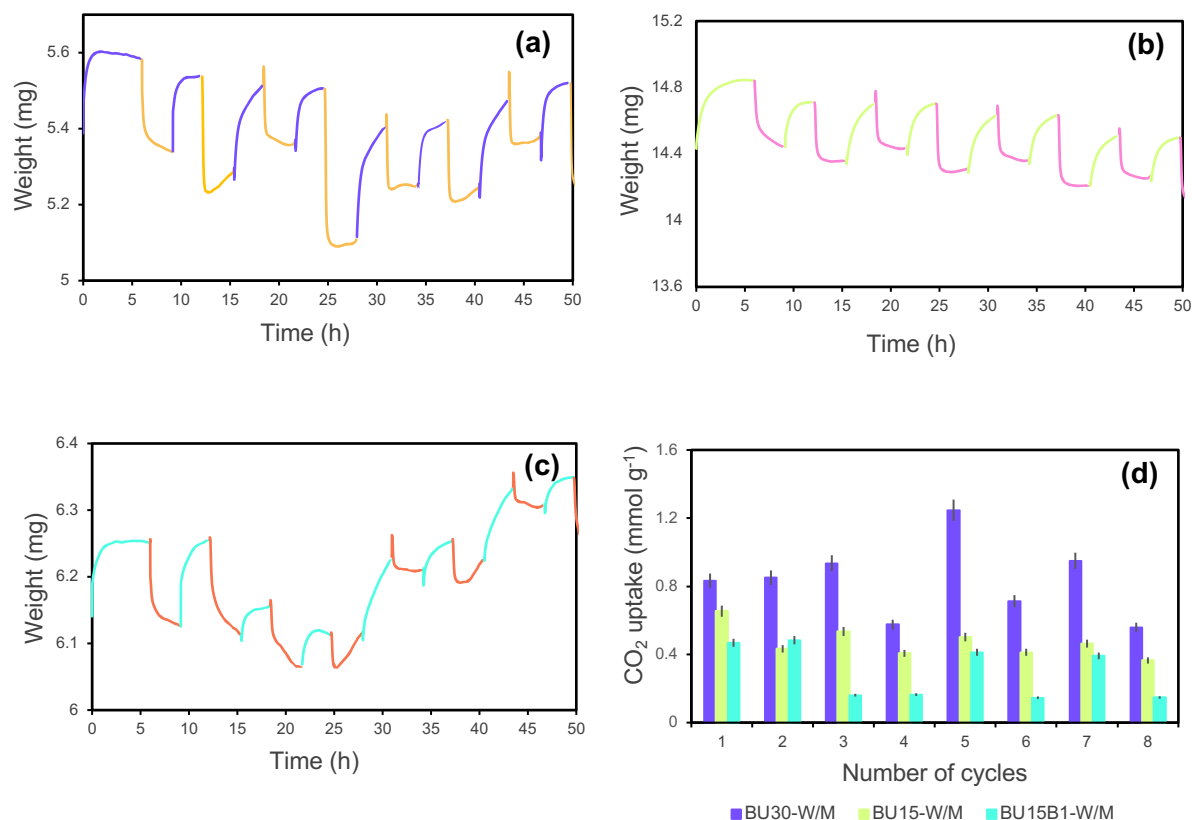 (a)
Weight (mg)
5.6
5.4
5.2
5
0 5 10 15 20 25 30 35 40 45 50
Time (h)
(b)
Weight (mg)
15.2
14.8
14.4
14
13.6
0 5 10 15 20 25 30 35 40 45 50
Time (h)
(c)
Weight (mg)
6.4
6.3
6.2
6.1
6
0 5 10 15 20 25 30 35 40 45 50
Time (h)
(d)
CO₂ uptake (mmol g⁻¹)
1.6
1.2
0.8
0.4
0
1 2 3 4 5 6 7 8
Number of cycles
BU30-W/M BU15-W/M BU15B1-W/M